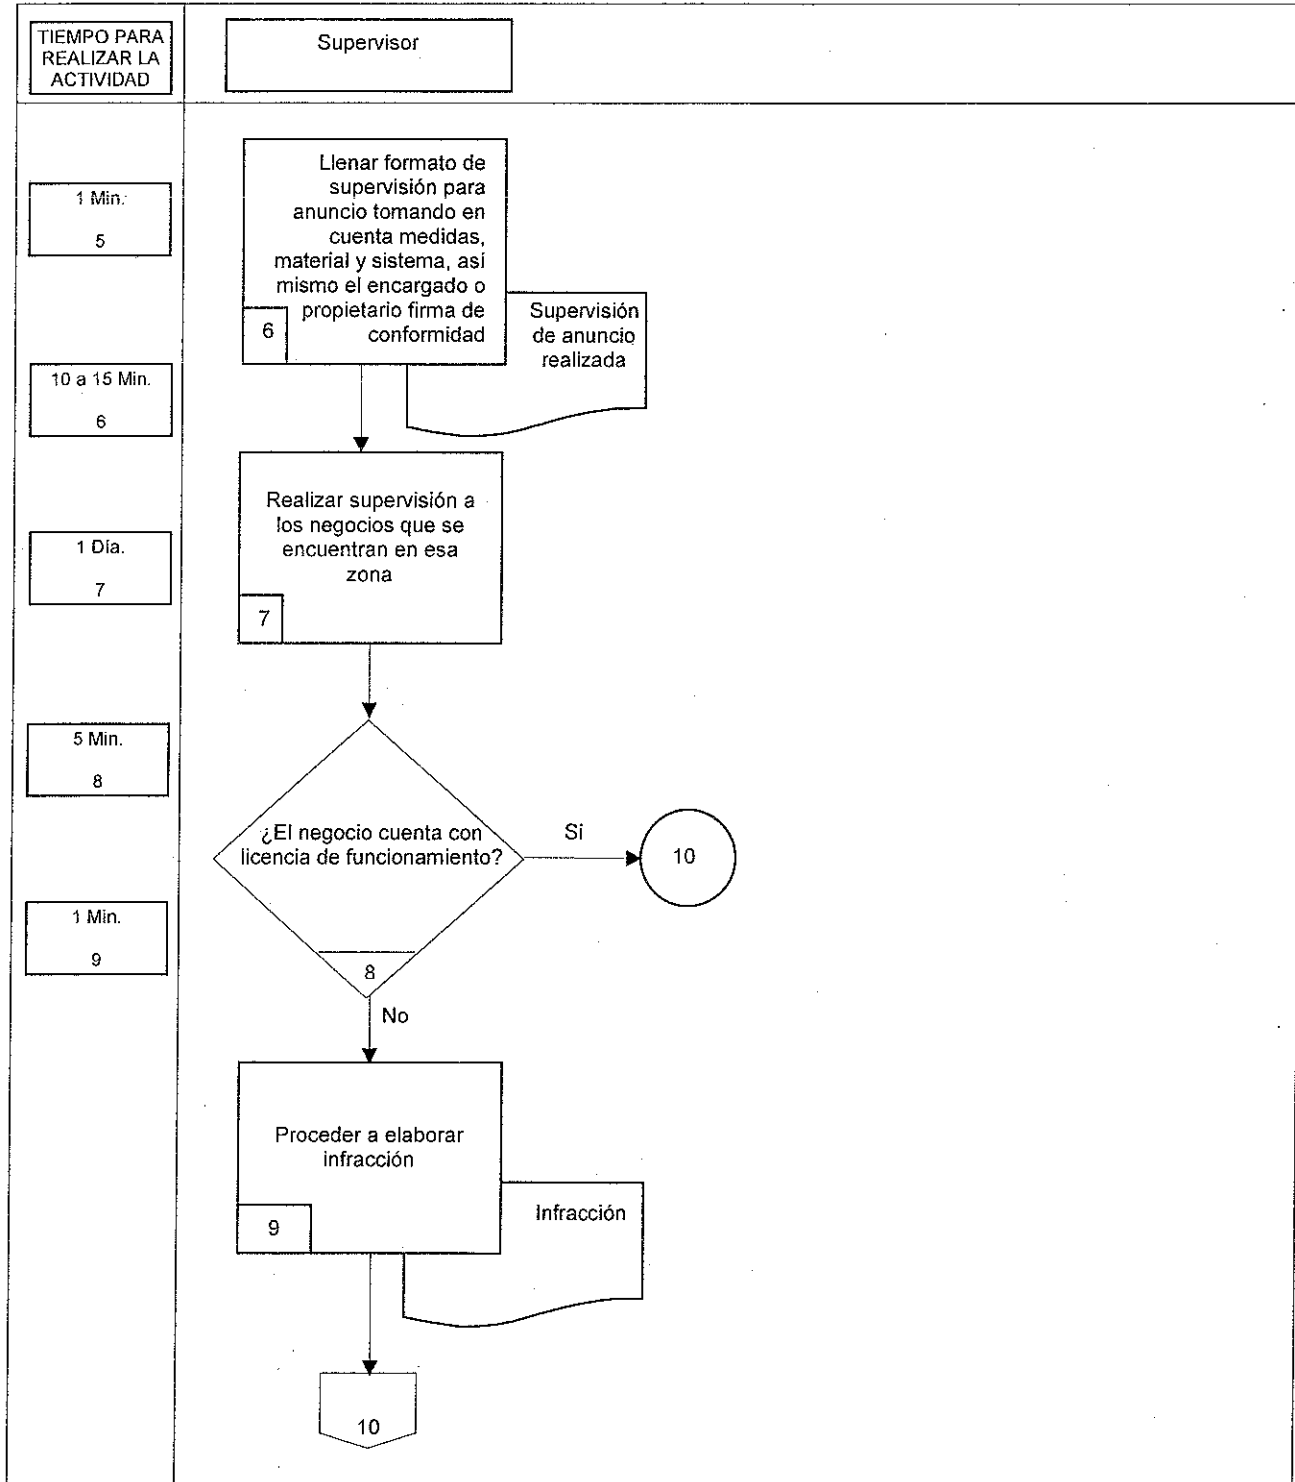 TIEMPO PARA
REALIZAR LA
ACTIVIDAD
Supervisor
1 Min.
5
Llenar formato de
supervisión para
anuncio tomando en
cuenta medidas,
material y sistema, asi
mismo el encargado o
propietario firma de
conformidad
6
Supervisión
de anuncio
realizada
10 a 15 Min.
6
Realizar supervisión a
los negocios que se
encuentran en esa
zona
7
1 Día.
7
5 Min.
8
¿El negocio cuenta con
licencia de funcionamiento?
8
Si
10
1 Min.
9
No
Proceder a elaborar
infracción
9
Infracción
10